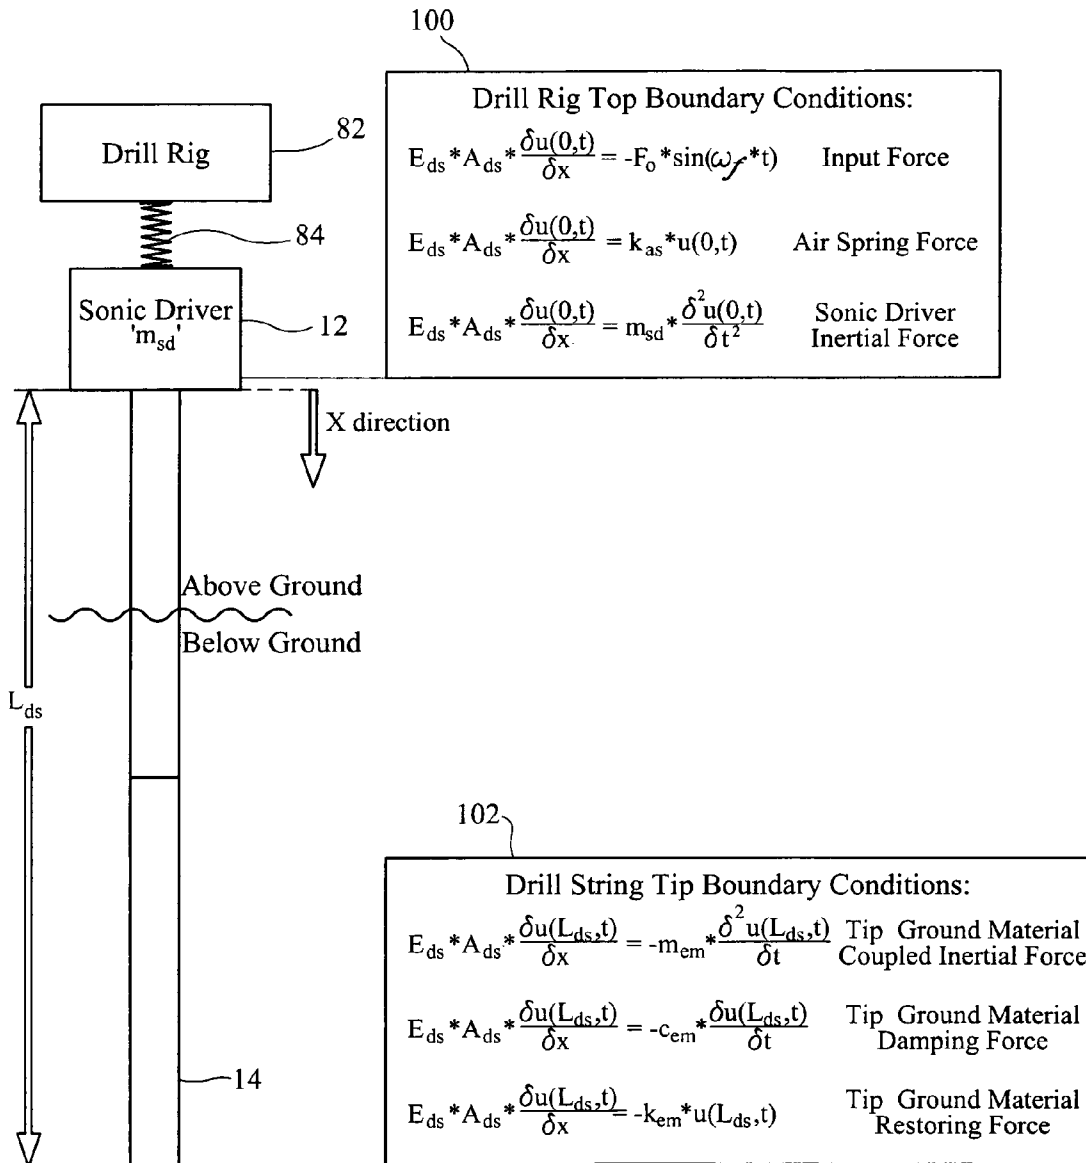 100
Drill Rig Top Boundary Conditions:
E_ds*A_ds*δu(0,t)/δx = -F_o*sin(ω_f*t) Input Force
E_ds*A_ds*δu(0,t)/δx = k_as*u(0,t) Air Spring Force
E_ds*A_ds*δu(0,t)/δx = m_sd*δ²u(0,t)/δt² Sonic Driver
Inertial Force
Drill Rig
82
84
Sonic Driver
'm_sd'
12
X direction
Above Ground
Below Ground
L_ds
14
102
Drill String Tip Boundary Conditions:
E_ds*A_ds*δu(L_ds,t)/δx = -m_em*δ²u(L_ds,t)/δt Tip Ground Material
Coupled Inertial Force
E_ds*A_ds*δu(L_ds,t)/δx = -c_em*δu(L_ds,t)/δt Tip Ground Material
Damping Force
E_ds*A_ds*δu(L_ds,t)/δx = -k_em*u(L_ds,t) Tip Ground Material
Restoring Force